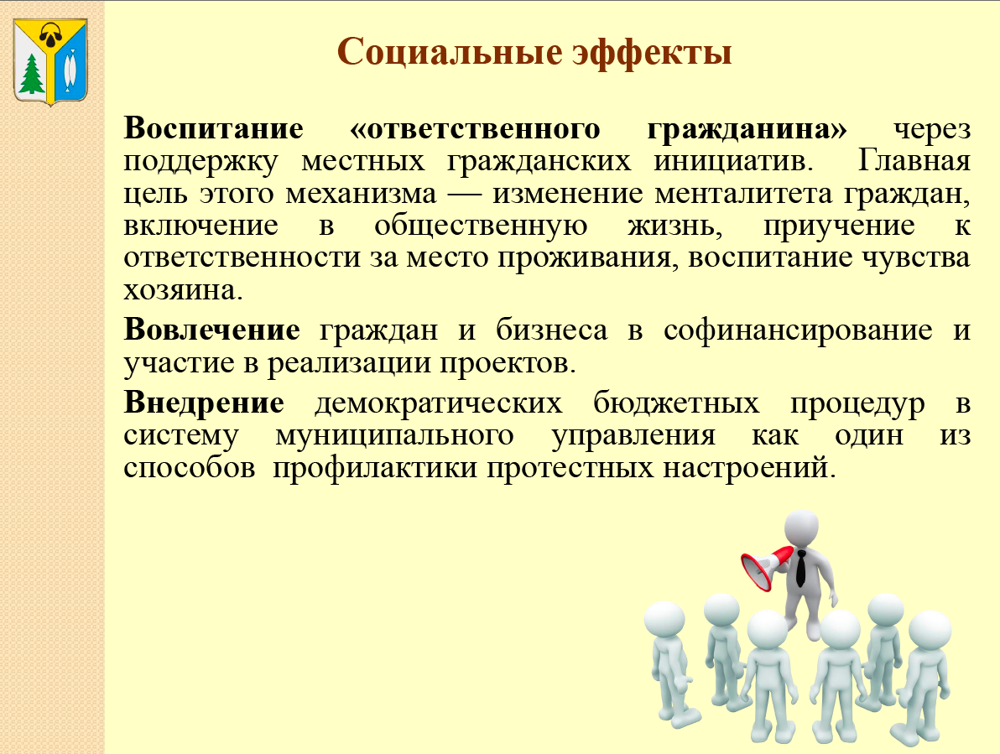 Социальные эффекты
Воспитание «ответственного гражданина» через
поддержку местных гражданских инициатив. Главная
цель этого механизма — изменение менталитета граждан,
включение в общественную жизнь, приучение к
ответственности за место проживания, воспитание чувства
хозяина.
Вовлечение граждан и бизнеса в софинансирование и
участие в реализации проектов.
Внедрение демократических бюджетных процедур в
систему муниципального управления как один из
способов профилактики протестных настроений.